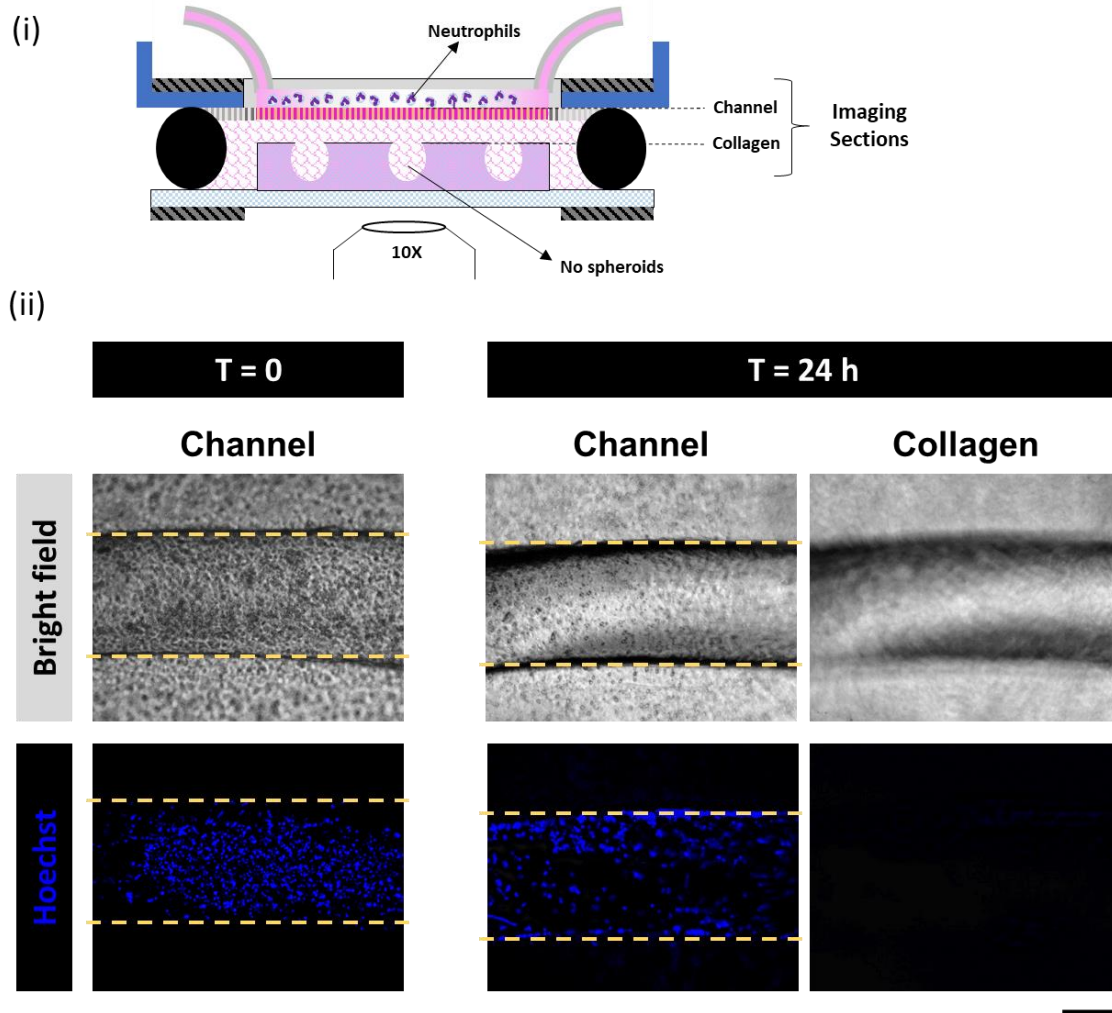 (i)
Neutrophils
Channel
Collagen
Imaging
Sections
10X
No spheroids
(ii)
T = 0
T = 24 h
Channel
Channel
Collagen
Bright field
Hoechst